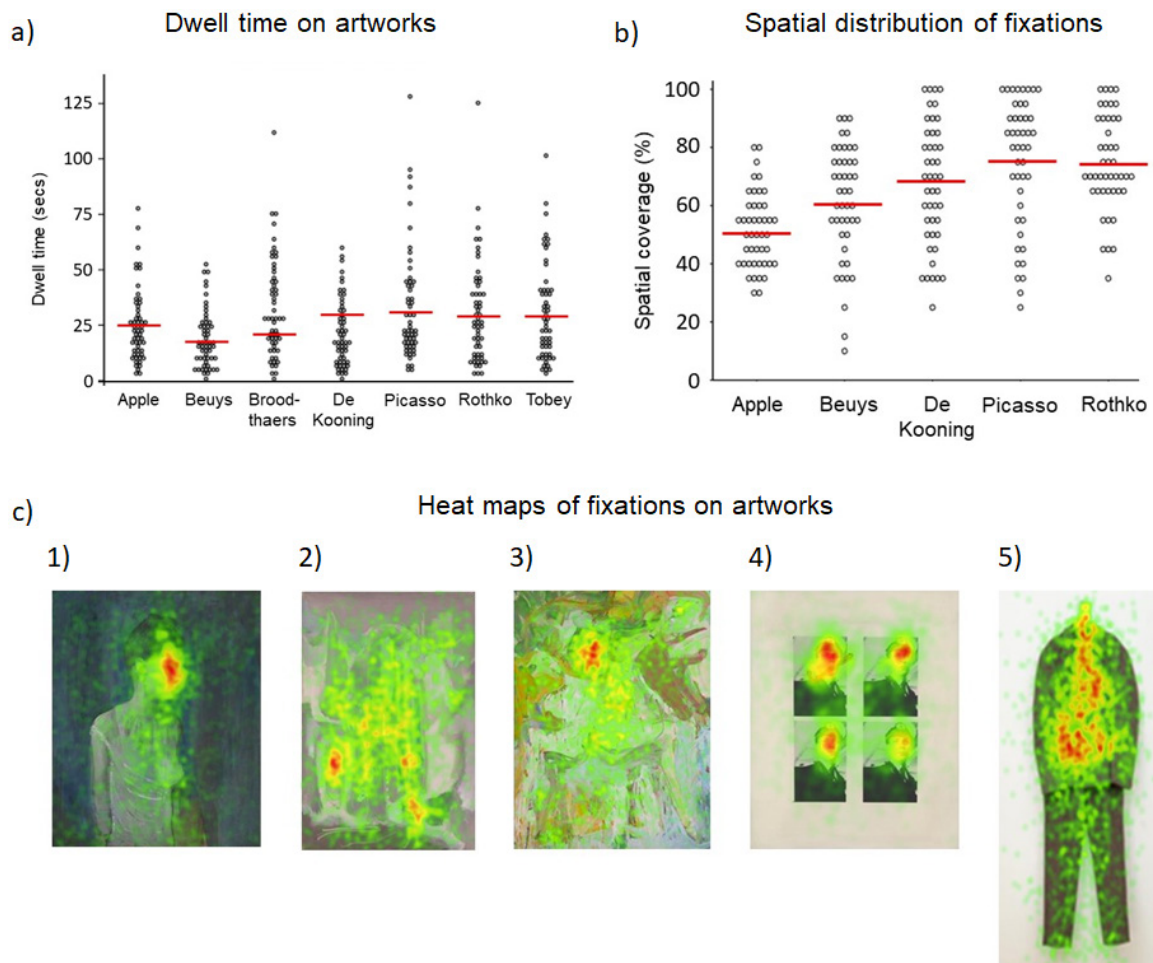 a)
Dwell time on artworks
Dwell time (secs)
125
100
75
50
25
0
Apple
Beuys
Brood-
thaers
De
Kooning
Picasso
Rothko
Tobey
b)
Spatial distribution of fixations
Spatial coverage (%)
100
80
60
40
20
0
Apple
Beuys
De
Kooning
Picasso
Rothko
c)
Heat maps of fixations on artworks
1)
2)
3)
4)
5)